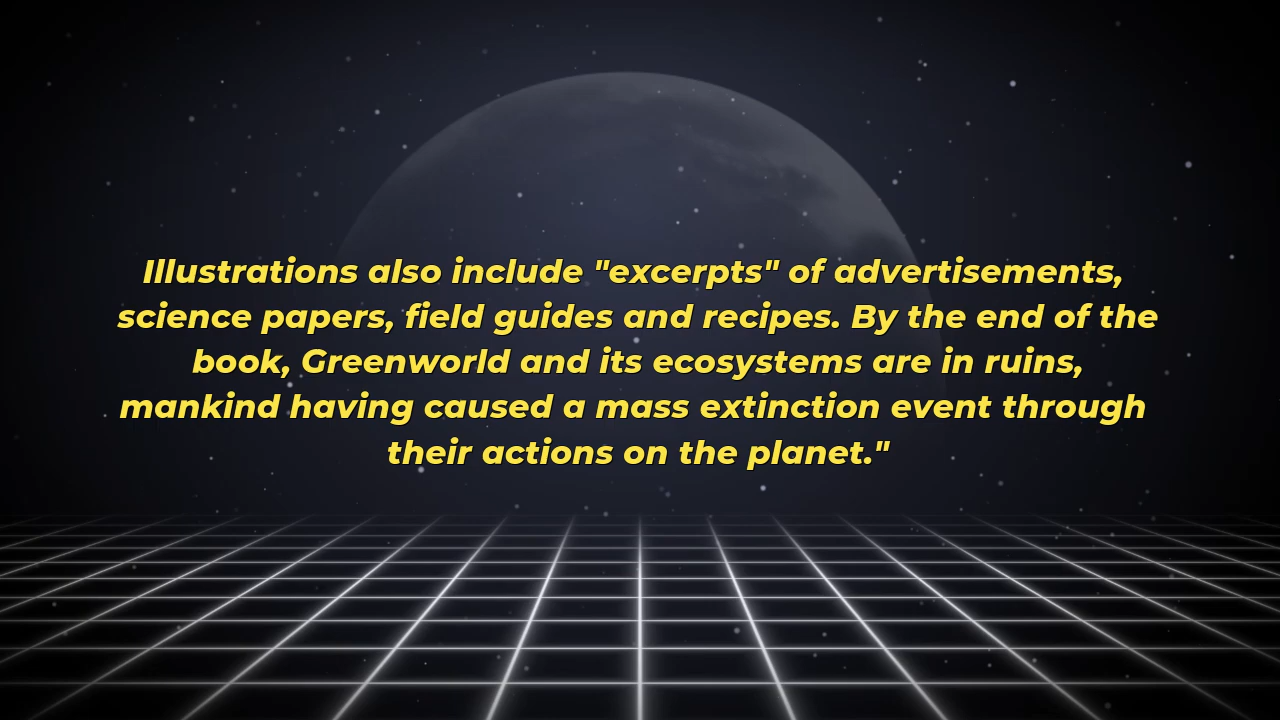 Illustrations also include "excerpts" of advertisements,
science papers, field guides and recipes. By the end of the
book, Greenworld and its ecosystems are in ruins,
mankind having caused a mass extinction event through
their actions on the planet."